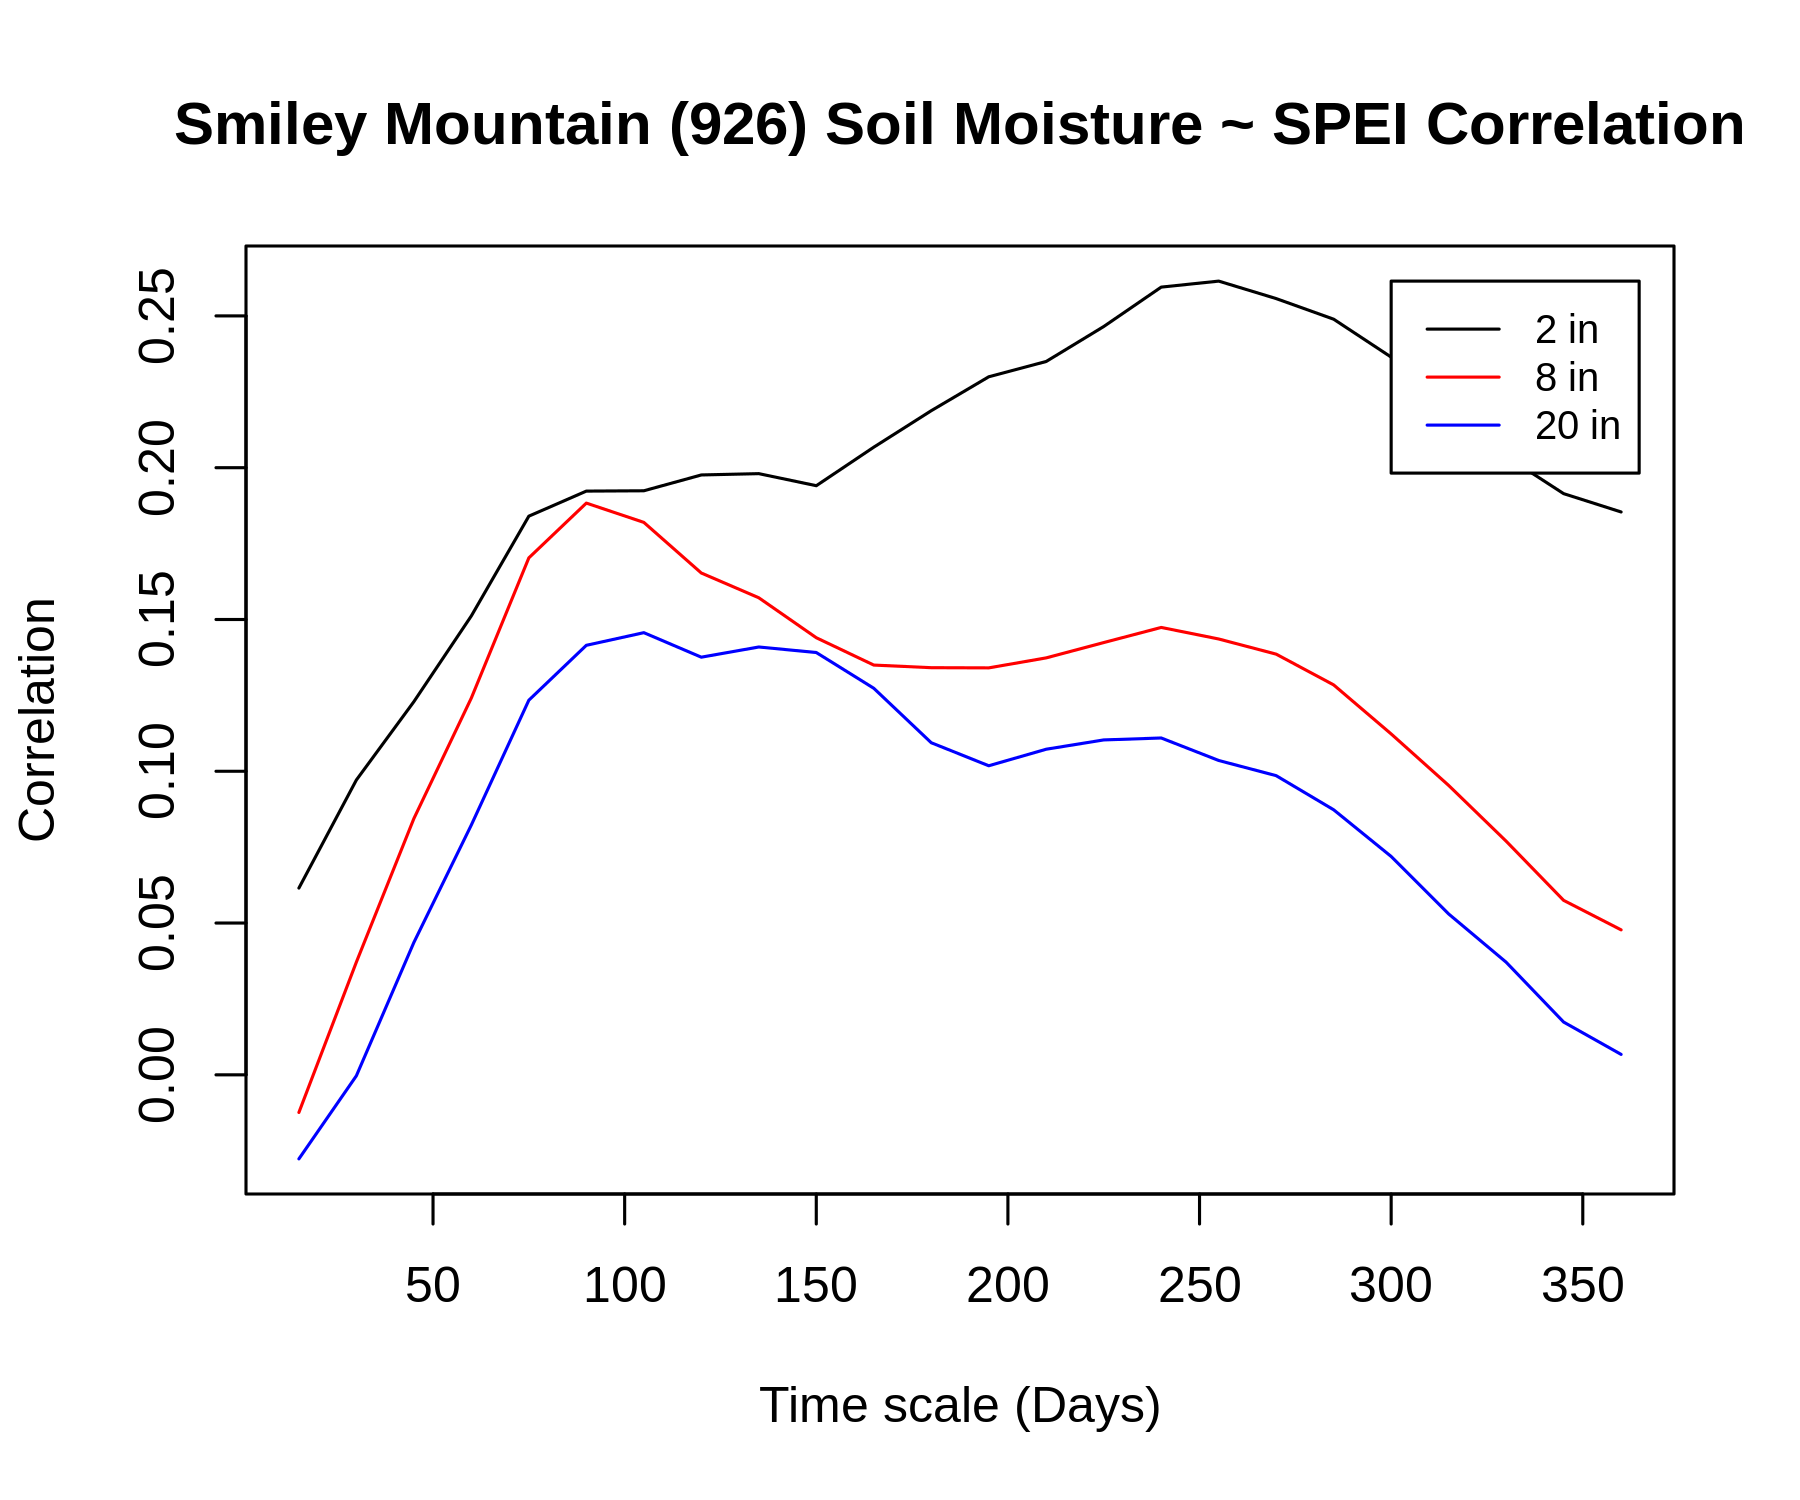 Smiley Mountain (926) Soil Moisture ~ SPEI Correlation
Correlation
0.25
0.20
0.15
0.10
0.05
0.00
2 in
8 in
20 in
50 100 150 200 250 300 350
Time scale (Days)